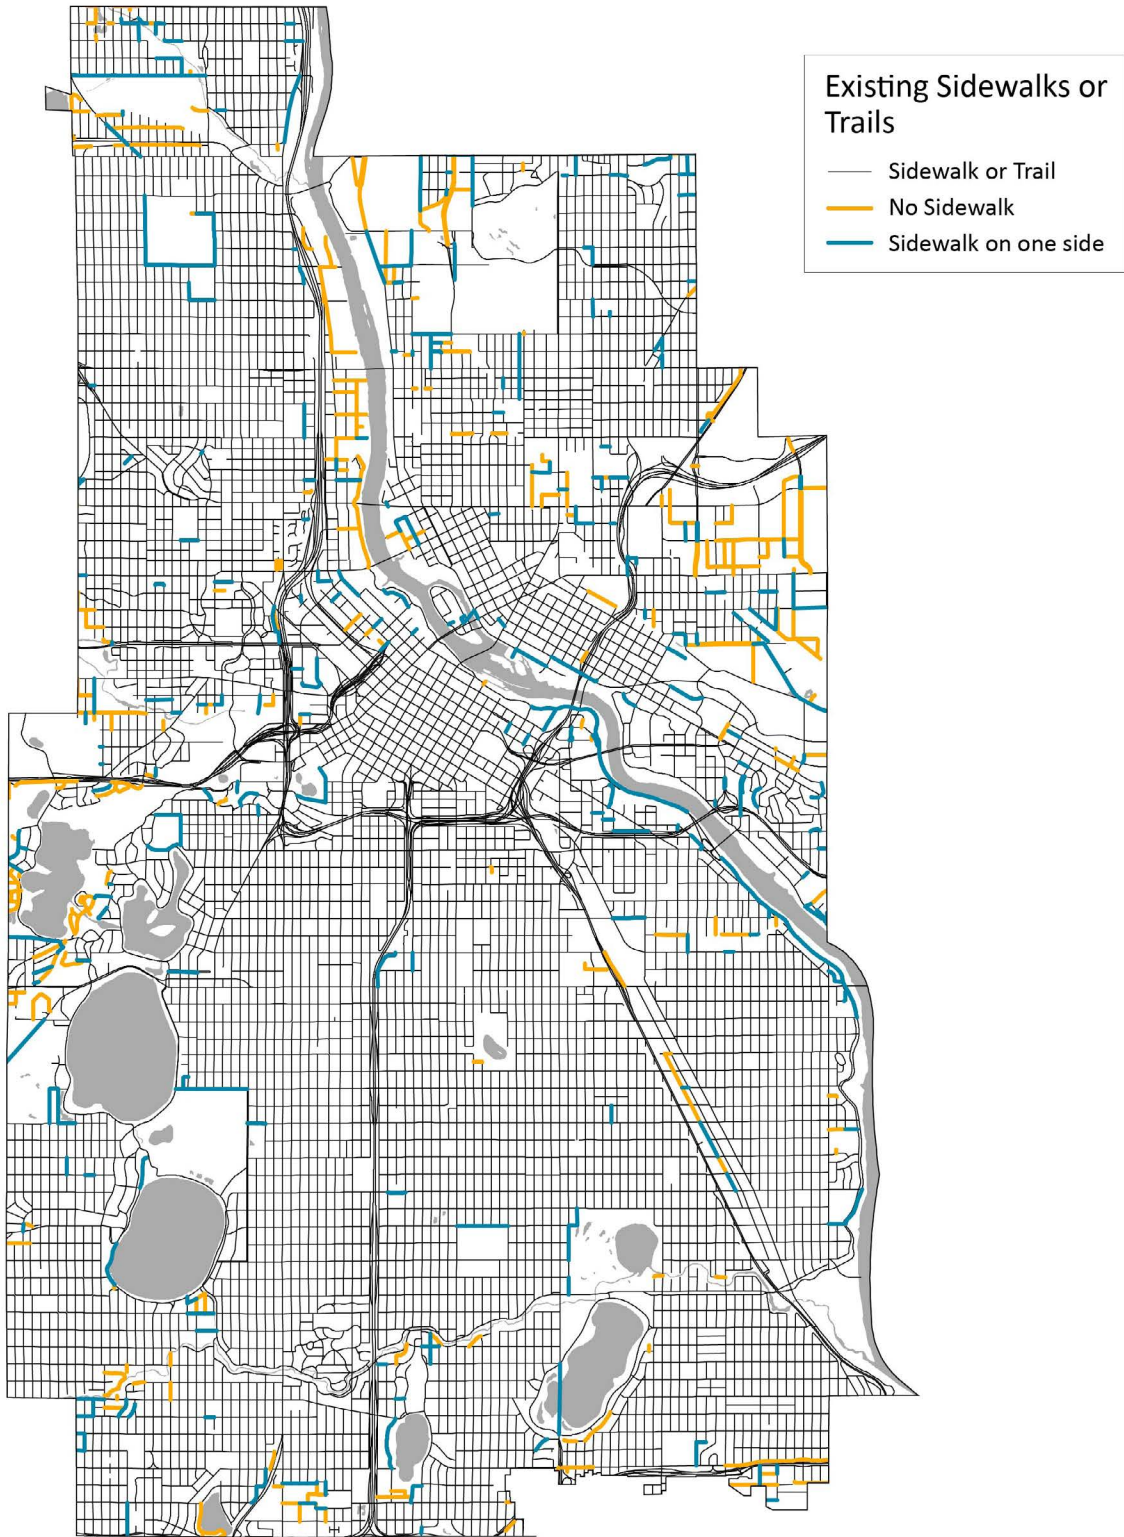 Existing Sidewalks or
Trails
Sidewalk or Trail
No Sidewalk
Sidewalk on one side